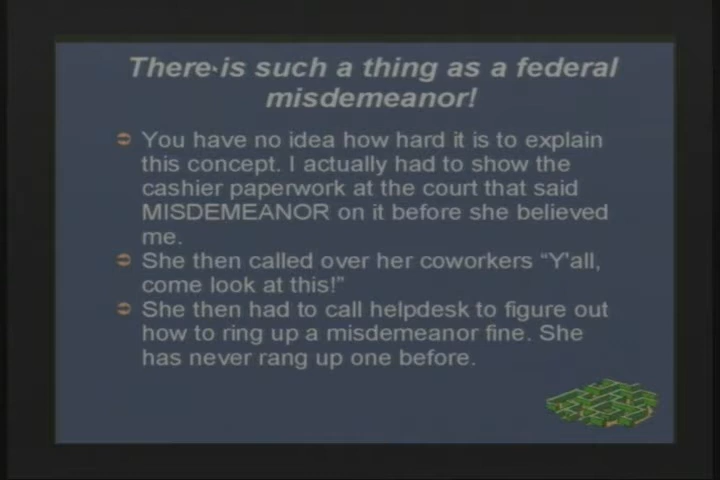 There is such a thing as a federal
misdemeanor!
You have no idea how hard it is to explain
this concept. I actually had to show the
cashier paperwork at the court that said
MISDEMEANOR on it before she believed
me.
She then called over her coworkers “Y'all,
come look at this!”
She then had to call helpdesk to figure out
how to ring up a misdemeanor fine. She
has never rang up one before.